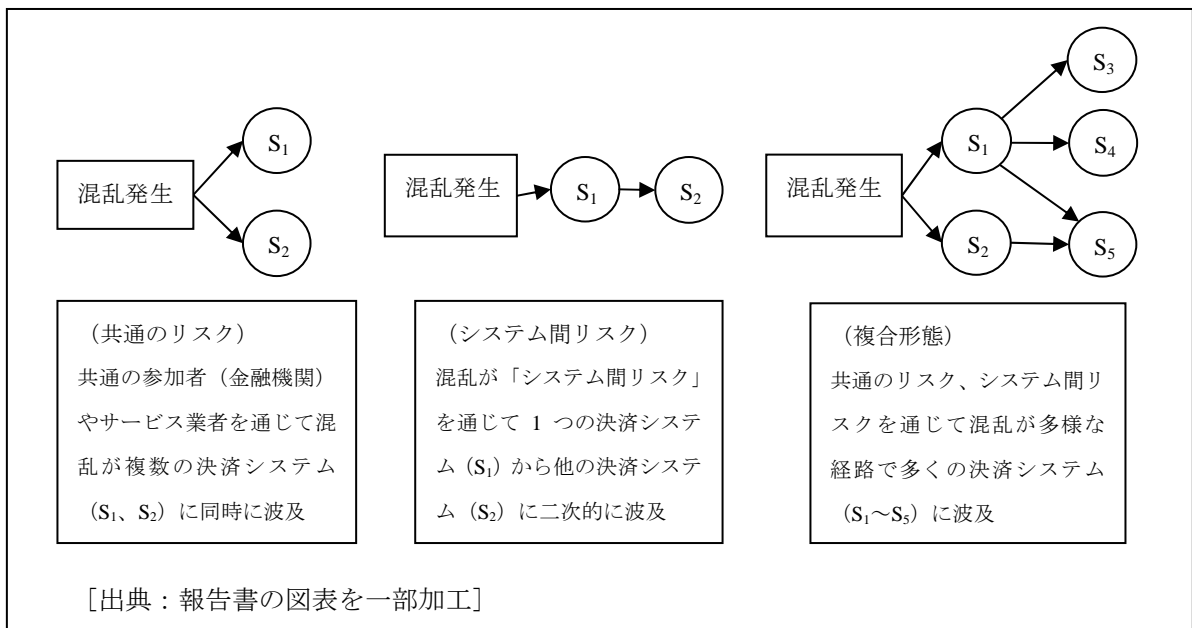 混乱発生
S₁
S₂
混乱発生
S₁
S₂
混乱発生
S₁
S₂
S₃
S₄
S₅
(共通のリスク)
共通の参加者(金融機関)
やサービス業者を通じて混
乱が複数の決済システム
(S₁、S₂)に同時に波及
(システム間リスク)
混乱が「システム間リスク」
を通じて 1 つの決済システ
ム(S₁)から他の決済システ
ム(S₂)に二次的に波及
(複合形態)
共通のリスク、システム間リ
スクを通じて混乱が多様な
経路で多くの決済システム
(S₁～S₅)に波及
[出典:報告書の図表を一部加工]